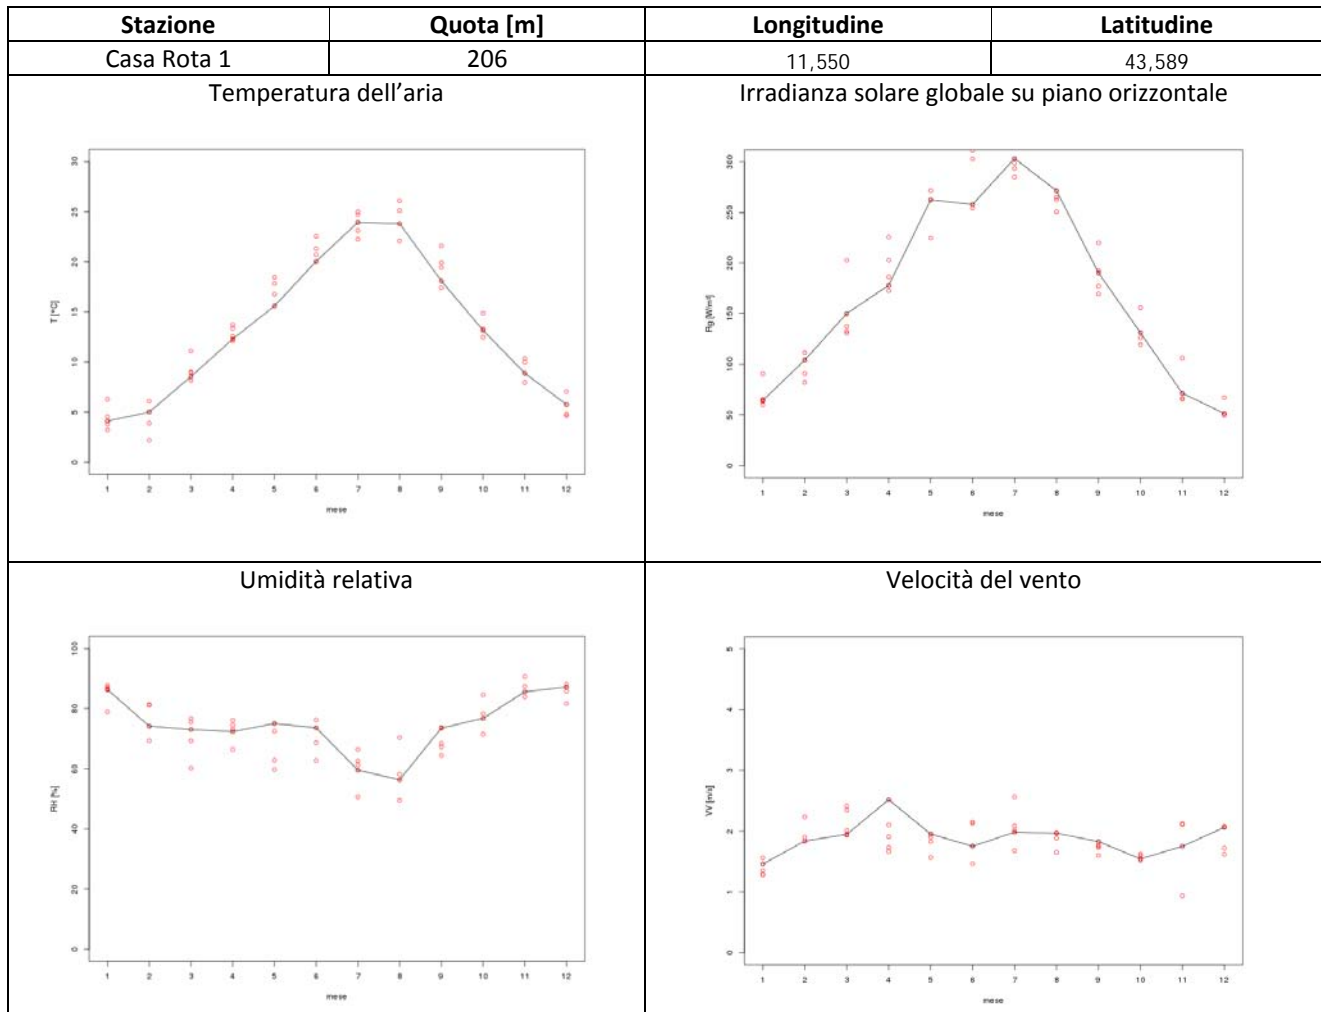 Stazione Quota [m] Longitudine Latitudine
Casa Rota 1 206 11,550 43,589
Temperatura dell'aria Irradianza solare globale su piano orizzontale
30
25
20
15
10
5
0
T [°C]
1 2 3 4 5 6 7 8 9 10 11 12
mese
300
250
200
150
100
50
0
Rg [W/m²]
1 2 3 4 5 6 7 8 9 10 11 12
mese
Umidità relativa Velocità del vento
100
80
60
40
20
0
RH [%]
1 2 3 4 5 6 7 8 9 10 11 12
mese
5
4
3
2
1
0
VV [m/s]
1 2 3 4 5 6 7 8 9 10 11 12
mese